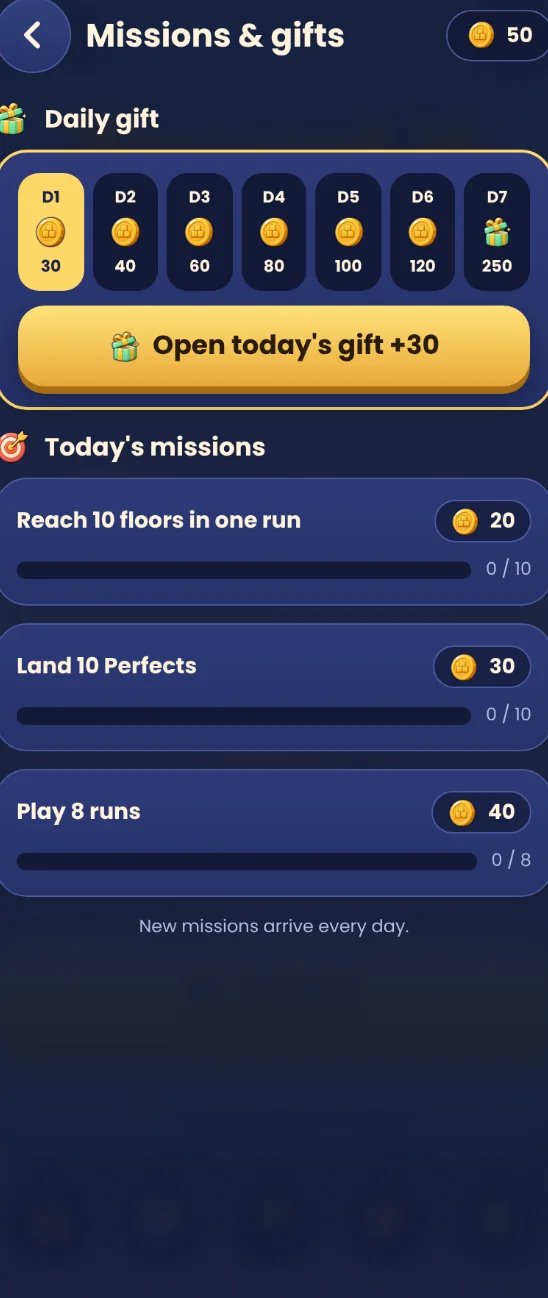 Missions & gifts
50
Daily gift
D1 D2 D3 D4 D5 D6 D7
30 40 60 80 100 120 250
Open today's gift +30
Today's missions
Reach 10 floors in one run 20
0 / 10
Land 10 Perfects 30
0 / 10
Play 8 runs 40
0 / 8
New missions arrive every day.